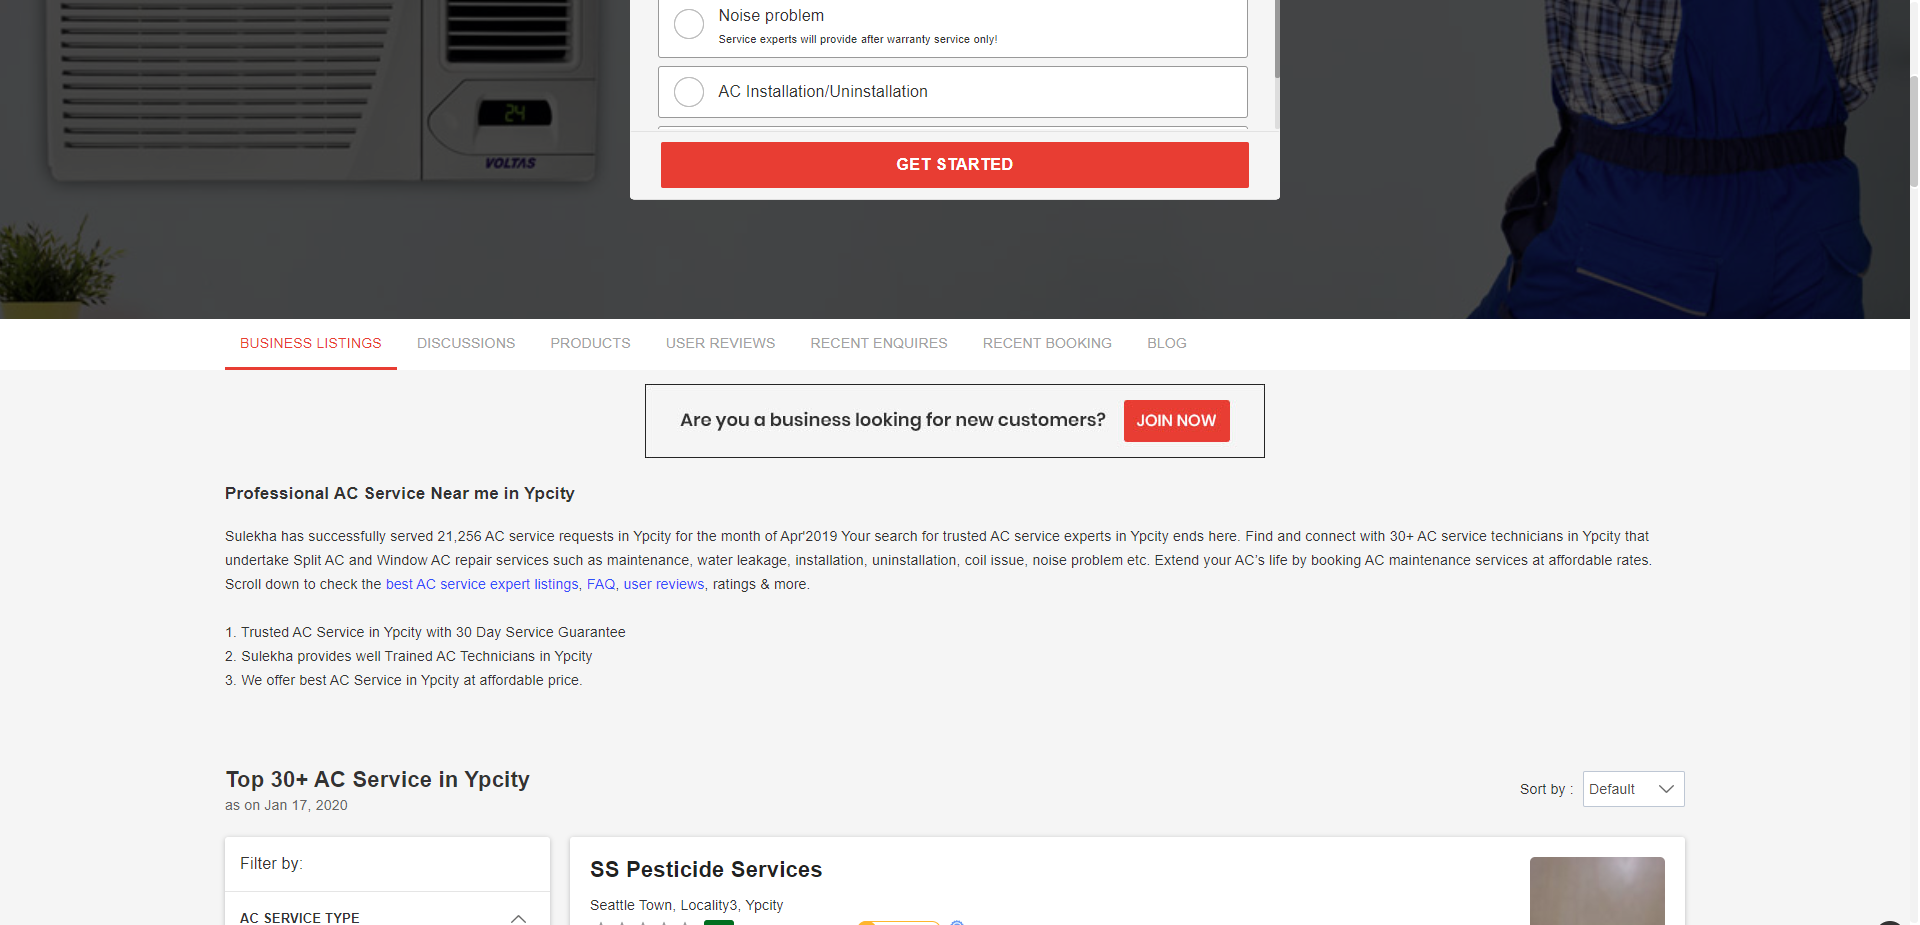 Noise problem
Service experts will provide after warranty service only!
AC Installation/Uninstallation
24
VOLTAS
GET STARTED
BUSINESS LISTINGS
DISCUSSIONS
PRODUCTS
USER REVIEWS
RECENT ENQUIRES
RECENT BOOKING
BLOG
Are you a business looking for new customers?
JOIN NOW
Professional AC Service Near me in Ypcity
Sulekha has successfully served 21,256 AC service requests in Ypcity for the month of Apr'2019 Your search for trusted AC service experts in Ypcity ends here. Find and connect with 30+ AC service technicians in Ypcity that
undertake Split AC and Window AC repair services such as maintenance, water leakage, installation, uninstallation, coil issue, noise problem etc. Extend your AC's life by booking AC maintenance services at affordable rates.
Scroll down to check the best AC service expert listings, FAQ, user reviews, ratings & more.
1. Trusted AC Service in Ypcity with 30 Day Service Guarantee
2. Sulekha provides well Trained AC Technicians in Ypcity
3. We offer best AC Service in Ypcity at affordable price.
Top 30+ AC Service in Ypcity
as on Jan 17, 2020
Sort by :
Default
Filter by:
AC SERVICE TYPE
SS Pesticide Services
Seattle Town, Locality3, Ypcity